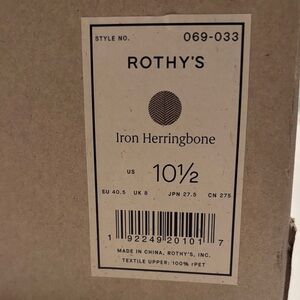 STYLE NO. 069-033
ROTHY'S
Iron Herringbone
US 10½
EU 40.5 UK 8 JPN 27.5 CN 275
1 92249 20101 7
MADE IN CHINA, ROTHY'S, INC.
TEXTILE UPPER: 100% rPET